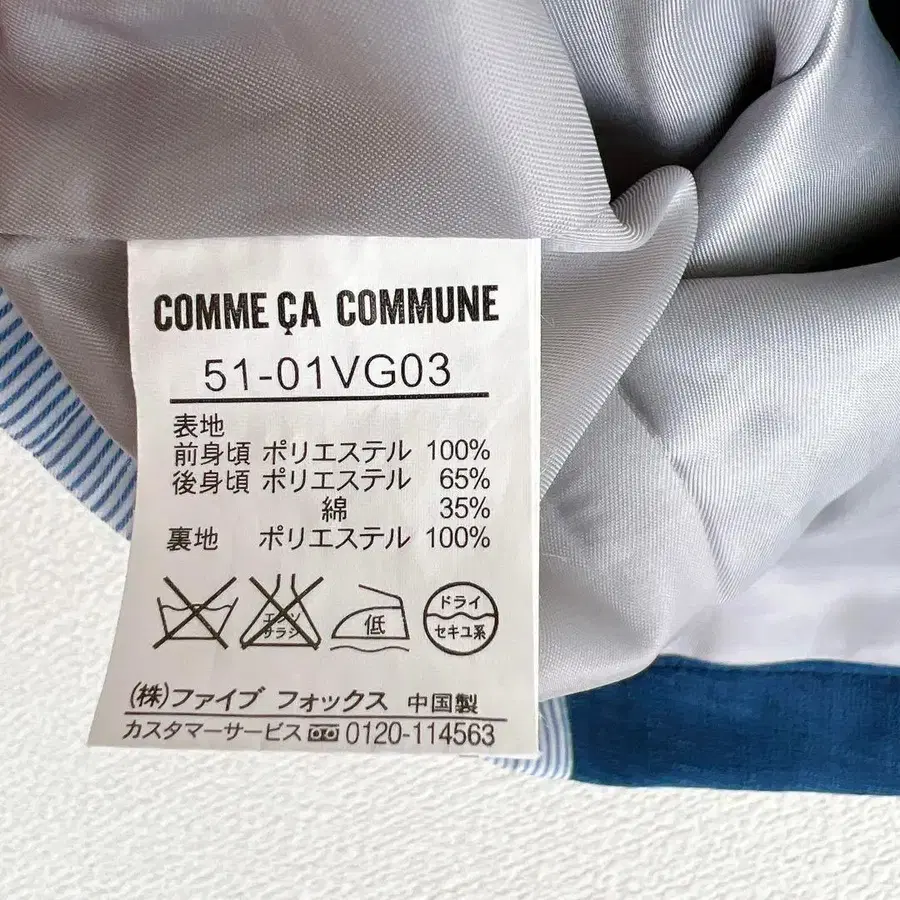 COMME ÇA COMMUNE
51-01VG03
表地
前身頃 ポリエステル 100%
後身頃 ポリエステル 65%
綿 35%
裏地 ポリエステル 100%
エンソ
サラシ
低
ドライ
セキユ系
(株)ファイブ フォックス 中国製
カスタマーサービス 0120-114563